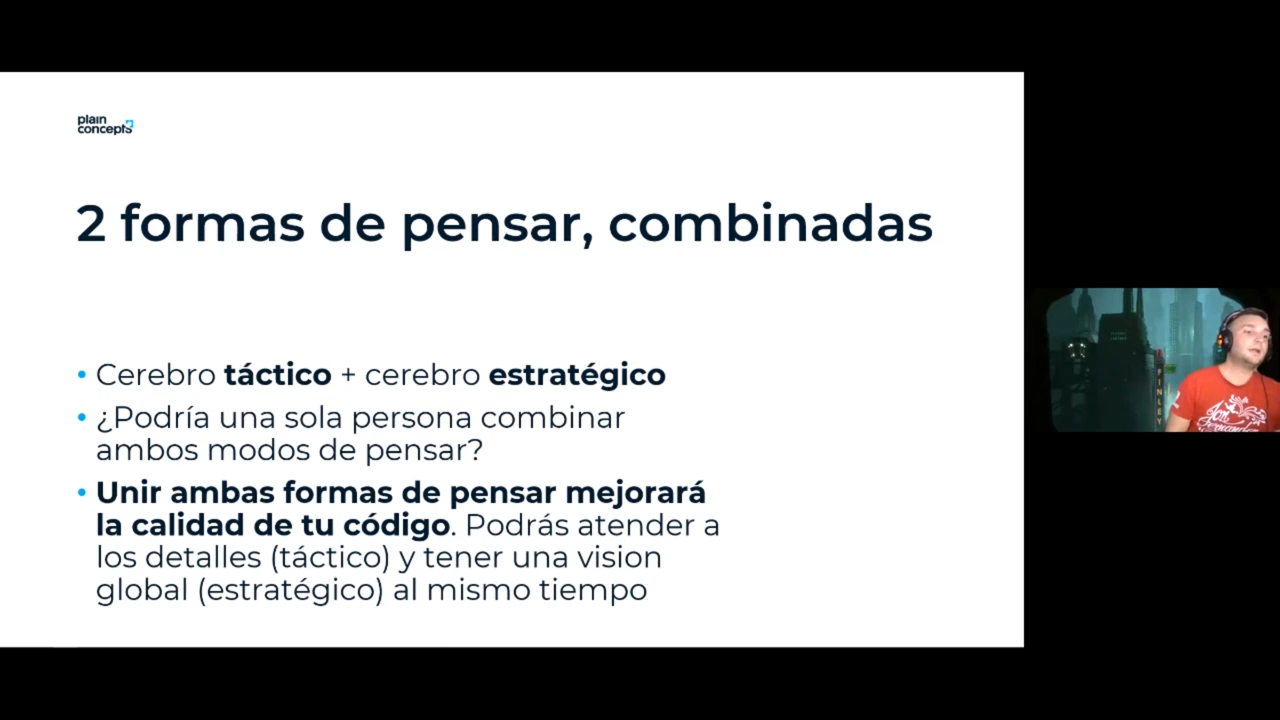 plain
concepts
2 formas de pensar, combinadas
• Cerebro táctico + cerebro estratégico
• ¿Podría una sola persona combinar
ambos modos de pensar?
• Unir ambas formas de pensar mejorará
la calidad de tu código. Podrás atender a
los detalles (táctico) y tener una vision
global (estratégico) al mismo tiempo
FINLEY